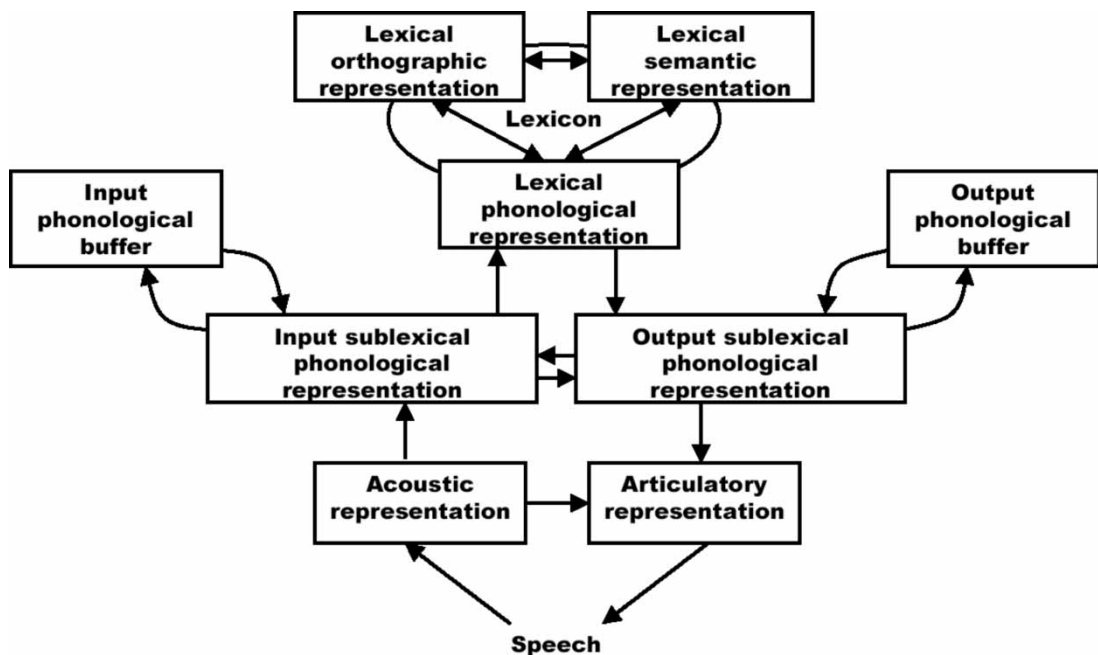 Lexical
orthographic
representation
Lexical
semantic
representation
Lexicon
Lexical
phonological
representation
Input
phonological
buffer
Output
phonological
buffer
Input sublexical
phonological
representation
Output sublexical
phonological
representation
Acoustic
representation
Articulatory
representation
Speech